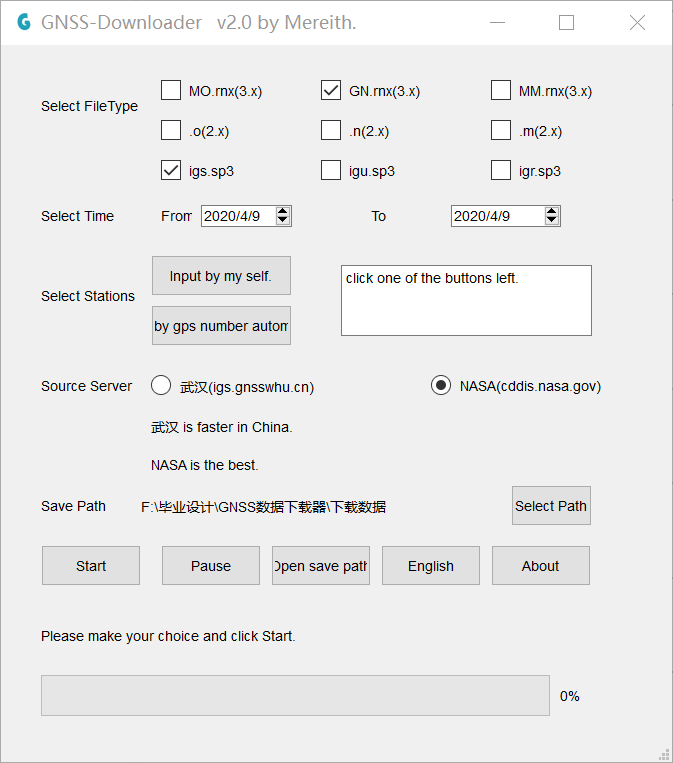 GNSS-Downloader v2.0 by Mereith.
Select FileType
MO.rnx(3.x) GN.rnx(3.x) MM.rnx(3.x)
.o(2.x) .n(2.x) .m(2.x)
igs.sp3 igu.sp3 igr.sp3
Select Time From 2020/4/9 To 2020/4/9
Input by my self.
click one of the buttons left.
Select Stations
by gps number autom
Source Server 武汉(igs.gnsswhu.cn) NASA(cddis.nasa.gov)
武汉 is faster in China.
NASA is the best.
Save Path F:\毕业设计\GNSS数据下载器\下载数据 Select Path
Start Pause Open save path English About
Please make your choice and click Start.
0%